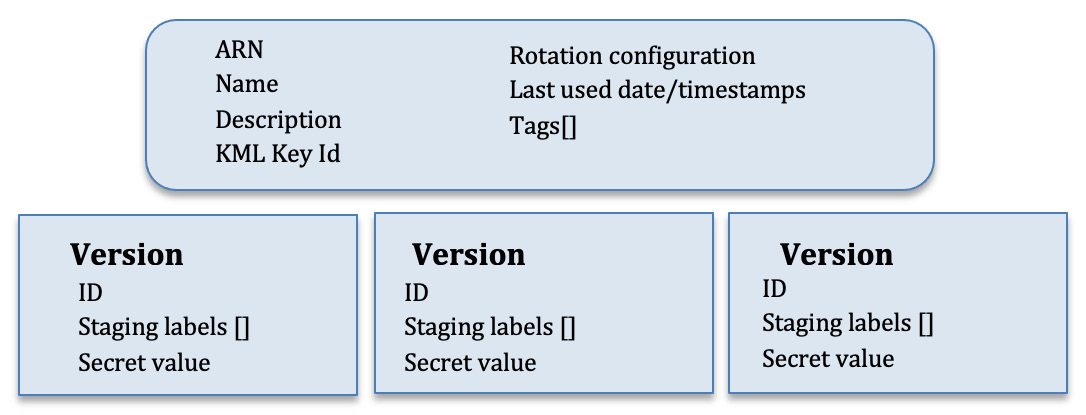 ARN
Name
Description
KML Key Id
Rotation configuration
Last used date/timestamps
Tags[]
Version
ID
Staging labels []
Secret value
Version
ID
Staging labels []
Secret value
Version
ID
Staging labels []
Secret value